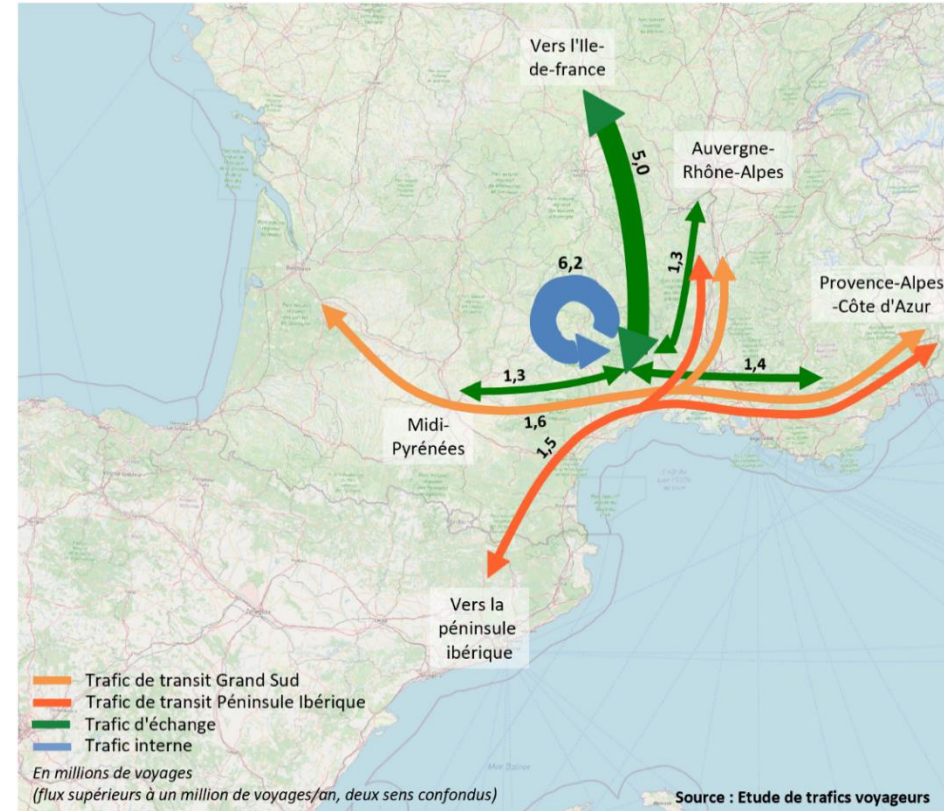 Vers l'Ile-
de-france
5,0
Auvergne-
Rhône-Alpes
1,3
6,2
Provence-Alpes
-Côte d'Azur
1,3
1,4
Midi-
Pyrénées
1,6
1,5
Vers la
péninsule
ibérique
Trafic de transit Grand Sud
Trafic de transit Péninsule Ibérique
Trafic d'échange
Trafic interne
En millions de voyages
(flux supérieurs à un million de voyages/an, deux sens confondus)
Source : Etude de trafics voyageurs